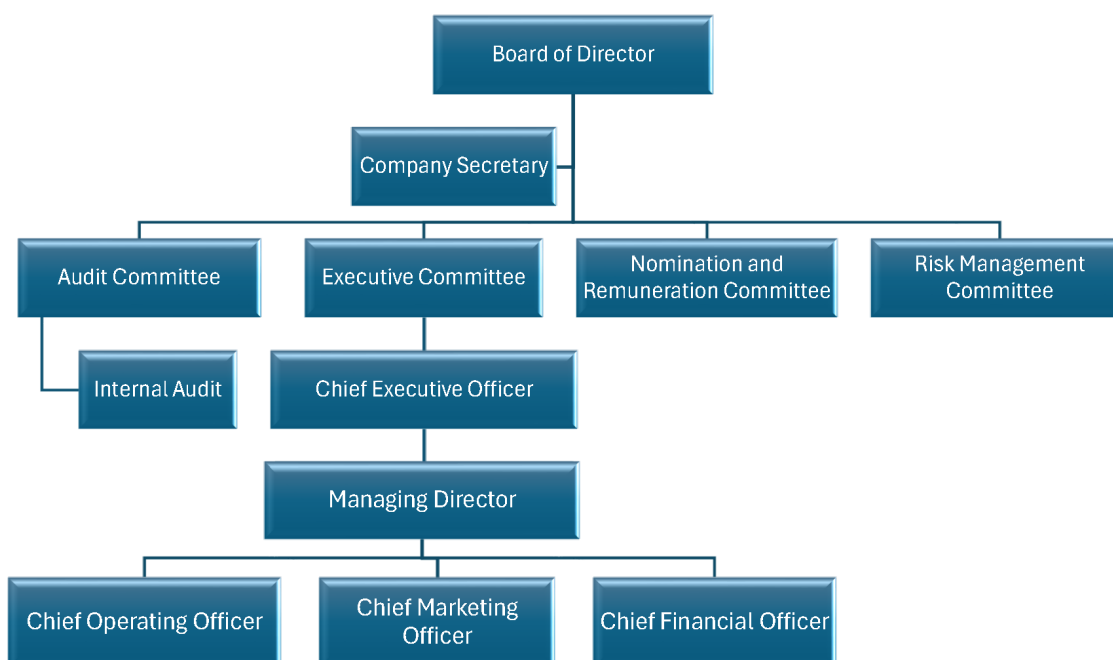 Board of Director
Company Secretary
Audit Committee
Executive Committee
Nomination and
Remuneration Committee
Risk Management
Committee
Internal Audit
Chief Executive Officer
Managing Director
Chief Operating Officer
Chief Marketing
Officer
Chief Financial Officer